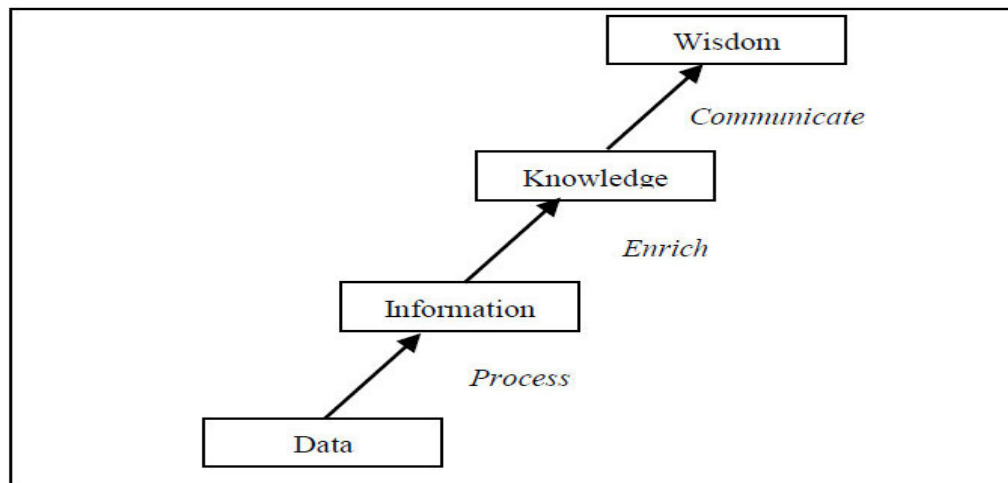 Wisdom
Communicate
Knowledge
Enrich
Information
Process
Data